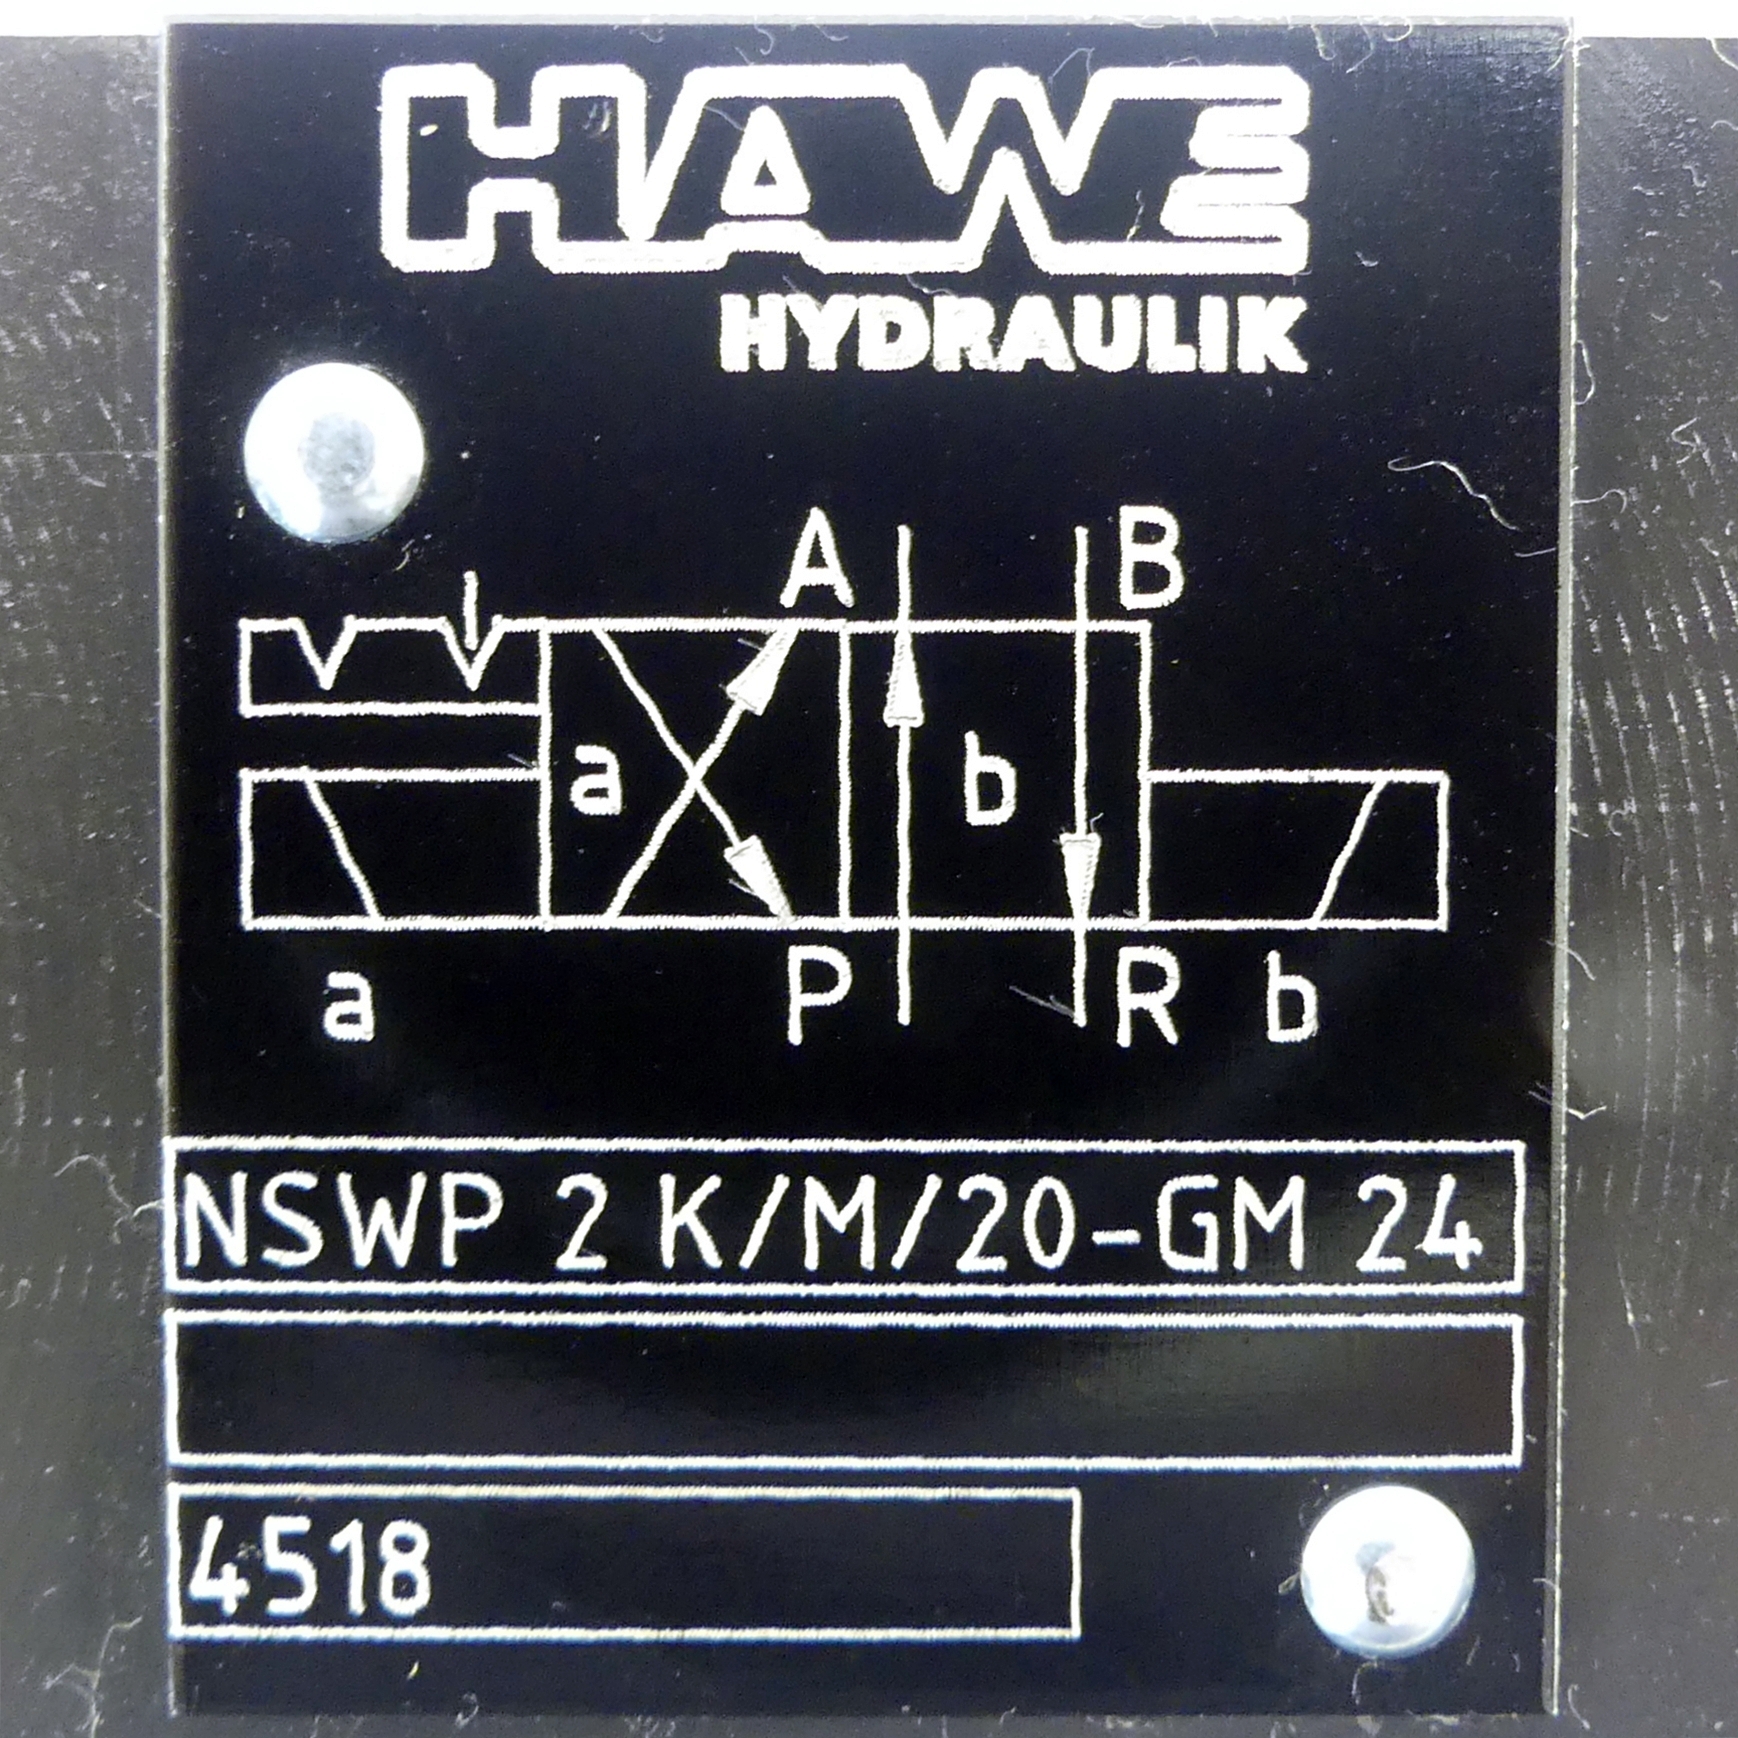 HAWE
HYDRAULIK
A B
a b
P R
a b
NSWP 2 K/M/20-GM 24
4518